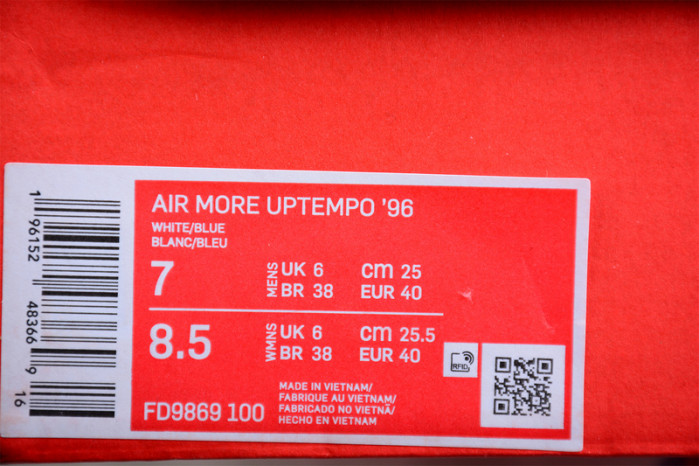 AIR MORE UPTEMPO '96
WHITE/BLUE
BLANC/BLEU
7
MENS
UK 6 cm 25
BR 38 EUR 40
8.5
WMNS
UK 6 cm 25.5
BR 38 EUR 40
RFID
FD9869 100
MADE IN VIETNAM/
FABRIQUE AU VIETNAM/
FABRICADO NO VIETNÃ/
HECHO EN VIETNAM
1 96152 48366 9 16